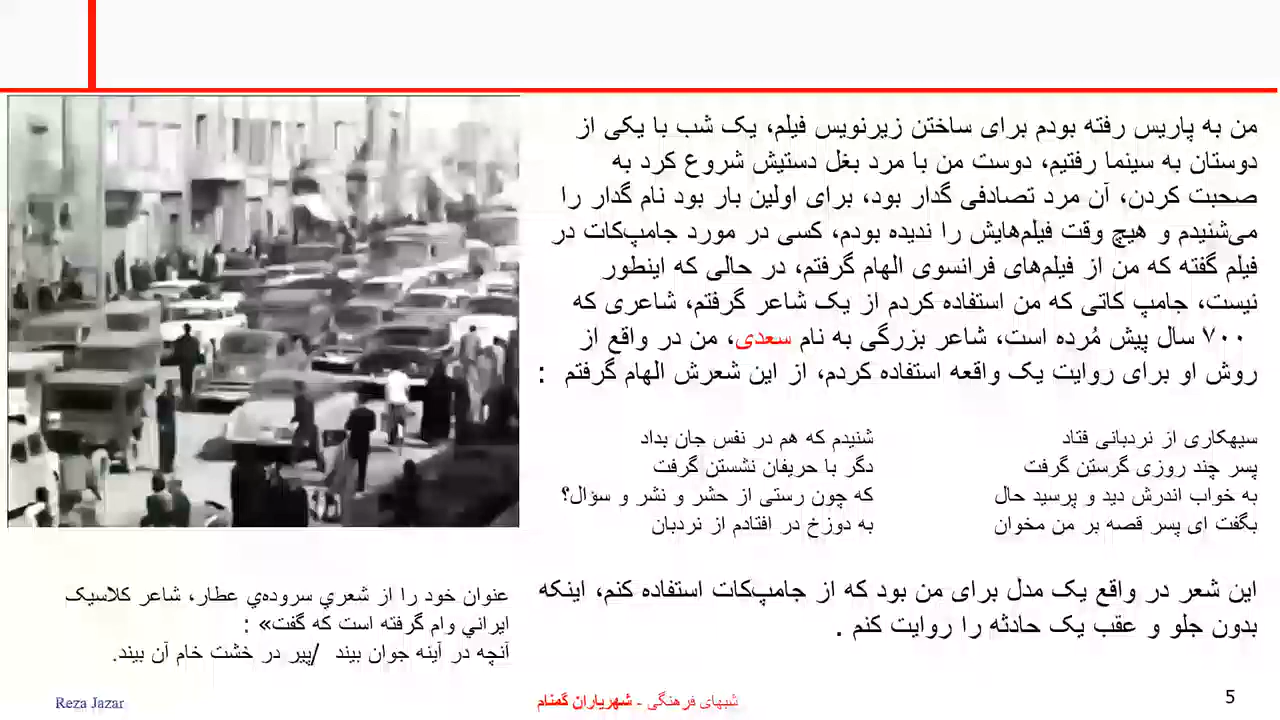 من به پاریس رفته بودم برای ساختن زیرنویس فیلم، یک شب با یکی از
دوستان به سینما رفتیم، دوست من با مرد بغل دستیش شروع کرد به
صحبت کردن، آن مرد تصادفی گدار بود، برای اولین بار بود نام گدار را
می‌شنیدم و هیچ وقت فیلم‌هایش را ندیده بودم، کسی در مورد جامپ‌کات در
فیلم گفته که من از فیلم‌های فرانسوی الهام گرفتم، در حالی که اینطور
نیست، جامپ کاتی که من استفاده کردم از یک شاعر گرفتم، شاعری که
۷۰۰ سال پیش مُرده است، شاعر بزرگی به نام سعدی، من در واقع از
روش او برای روایت یک واقعه استفاده کردم، از این شعرش الهام گرفتم :
سیهکاری از نردبانی فتاد شنیدم که هم در نفس جان بداد
پسر چند روزی گرستن گرفت دگر با حریفان نشستن گرفت
به خواب اندرش دید و پرسید حال که چون رستی از حشر و نشر و سؤال؟
بگفت ای پسر قصه بر من مخوان به دوزخ در افتادم از نردبان
این شعر در واقع یک مدل برای من بود که از جامپ‌کات استفاده کنم، اینکه
بدون جلو و عقب یک حادثه را روایت کنم .
عنوان خود را از شعري سروده‌ي عطار، شاعر کلاسیک
ایراني وام گرفته است که گفت» :
آنچه در آینه جوان بیند /پیر در خشت خام آن بیند.
Reza Jazar
شبهای فرهنگی - شهریاران گمنام
5